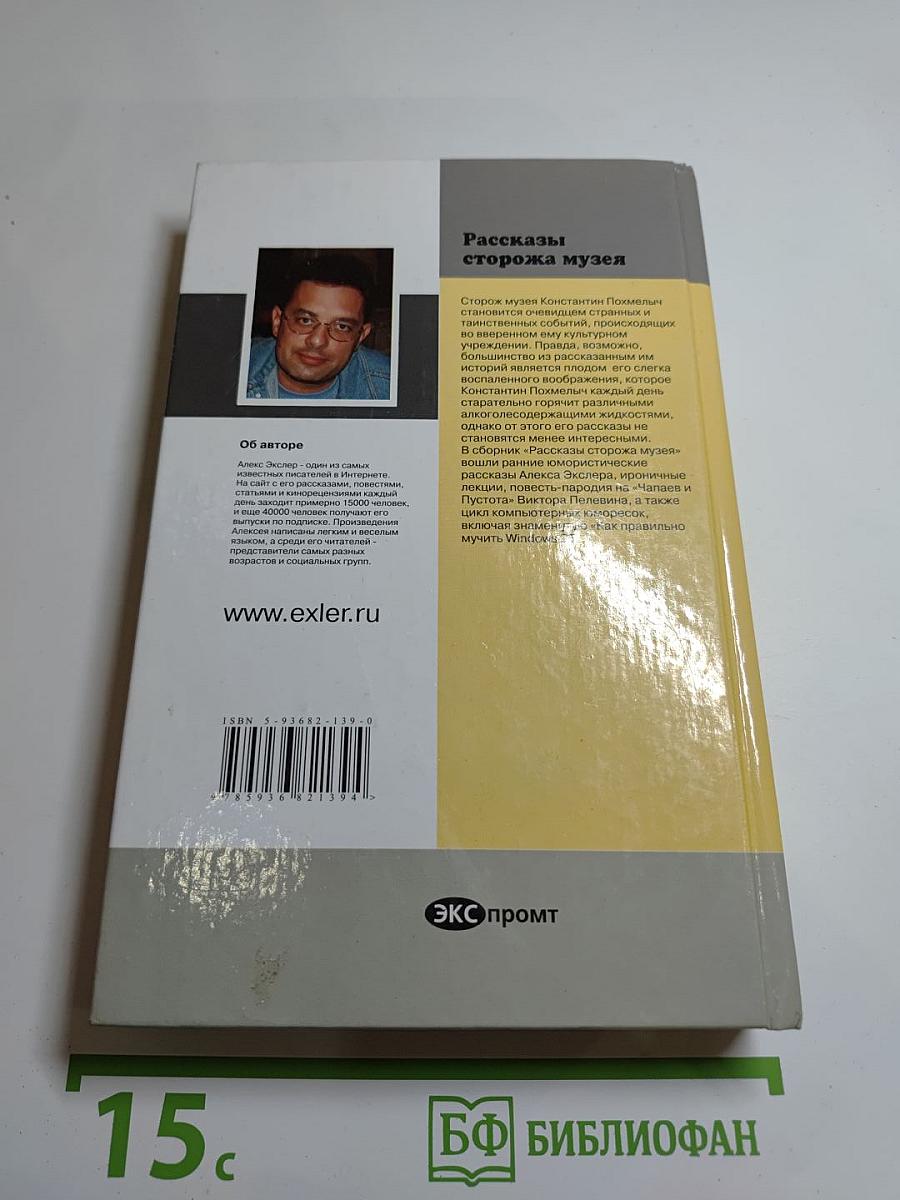 Рассказы
сторожа музея
Сторож музея Константин Похмелыч
становится очевидцем странных и
таинственных событий, происходящих
во вверенном ему культурном
учреждении. Правда, возможно,
большинство из рассказанным им
историй является плодом его слегка
воспаленного воображения, которое
Константин Похмелыч каждый день
старательно горячит различными
алкоголесодержащими жидкостями,
однако от этого его рассказы не
становятся менее интересными.
В сборник «Рассказы сторожа музея»
вошли ранние юмористические
рассказы Алекса Экслера, ироничные
лекции, повесть-пародия на «Чапаев и
Пустота» Виктора Пелевина, а также
цикл компьютерных юморесок,
включая знаменитую «Как правильно
мучить Windows
Об авторе
Алекс Экслер - один из самых
известных писателей в Интернете.
На сайт с его рассказами, повестями,
статьями и кинорецензиями каждый
день заходит примерно 15000 человек,
и еще 40000 человек получают его
выпуски по подписке. Произведения
Алексея написаны легким и веселым
языком, а среди его читателей -
представители самых разных
возрастов и социальных групп.
www.exler.ru
ISBN 5-93682-139-0
9 785936 821394 >
ЭКСпромт
15 с
БФ БИБЛИОФАН